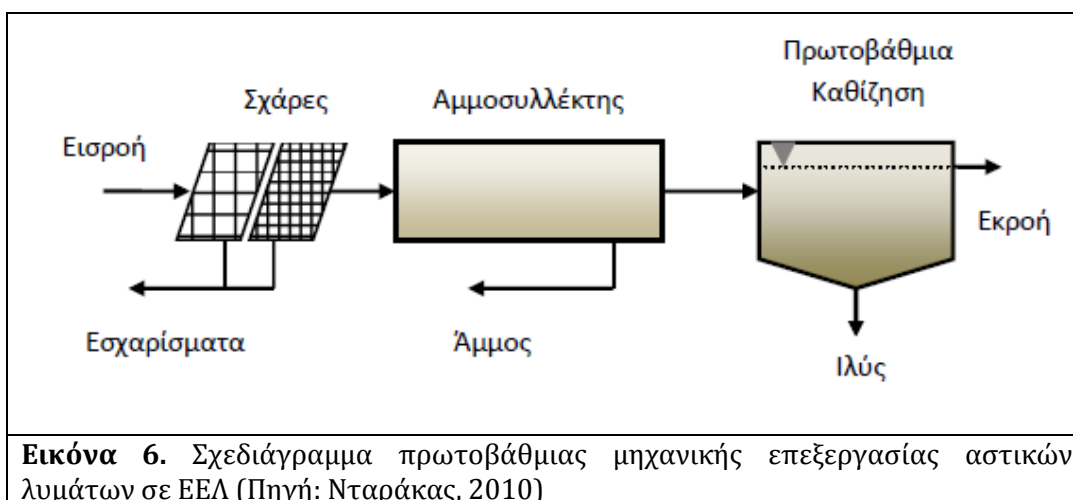 Πρωτοβάθμια
Καθίζηση
Σχάρες
Αμμοσυλλέκτης
Εισροή
Εκροή
Εσχαρίσματα
Άμμος
Ιλύς
Εικόνα 6. Σχεδιάγραμμα πρωτοβάθμιας μηχανικής επεξεργασίας αστικών
λυμάτων σε ΕΕΛ (Πηγή: Νταράκας, 2010)